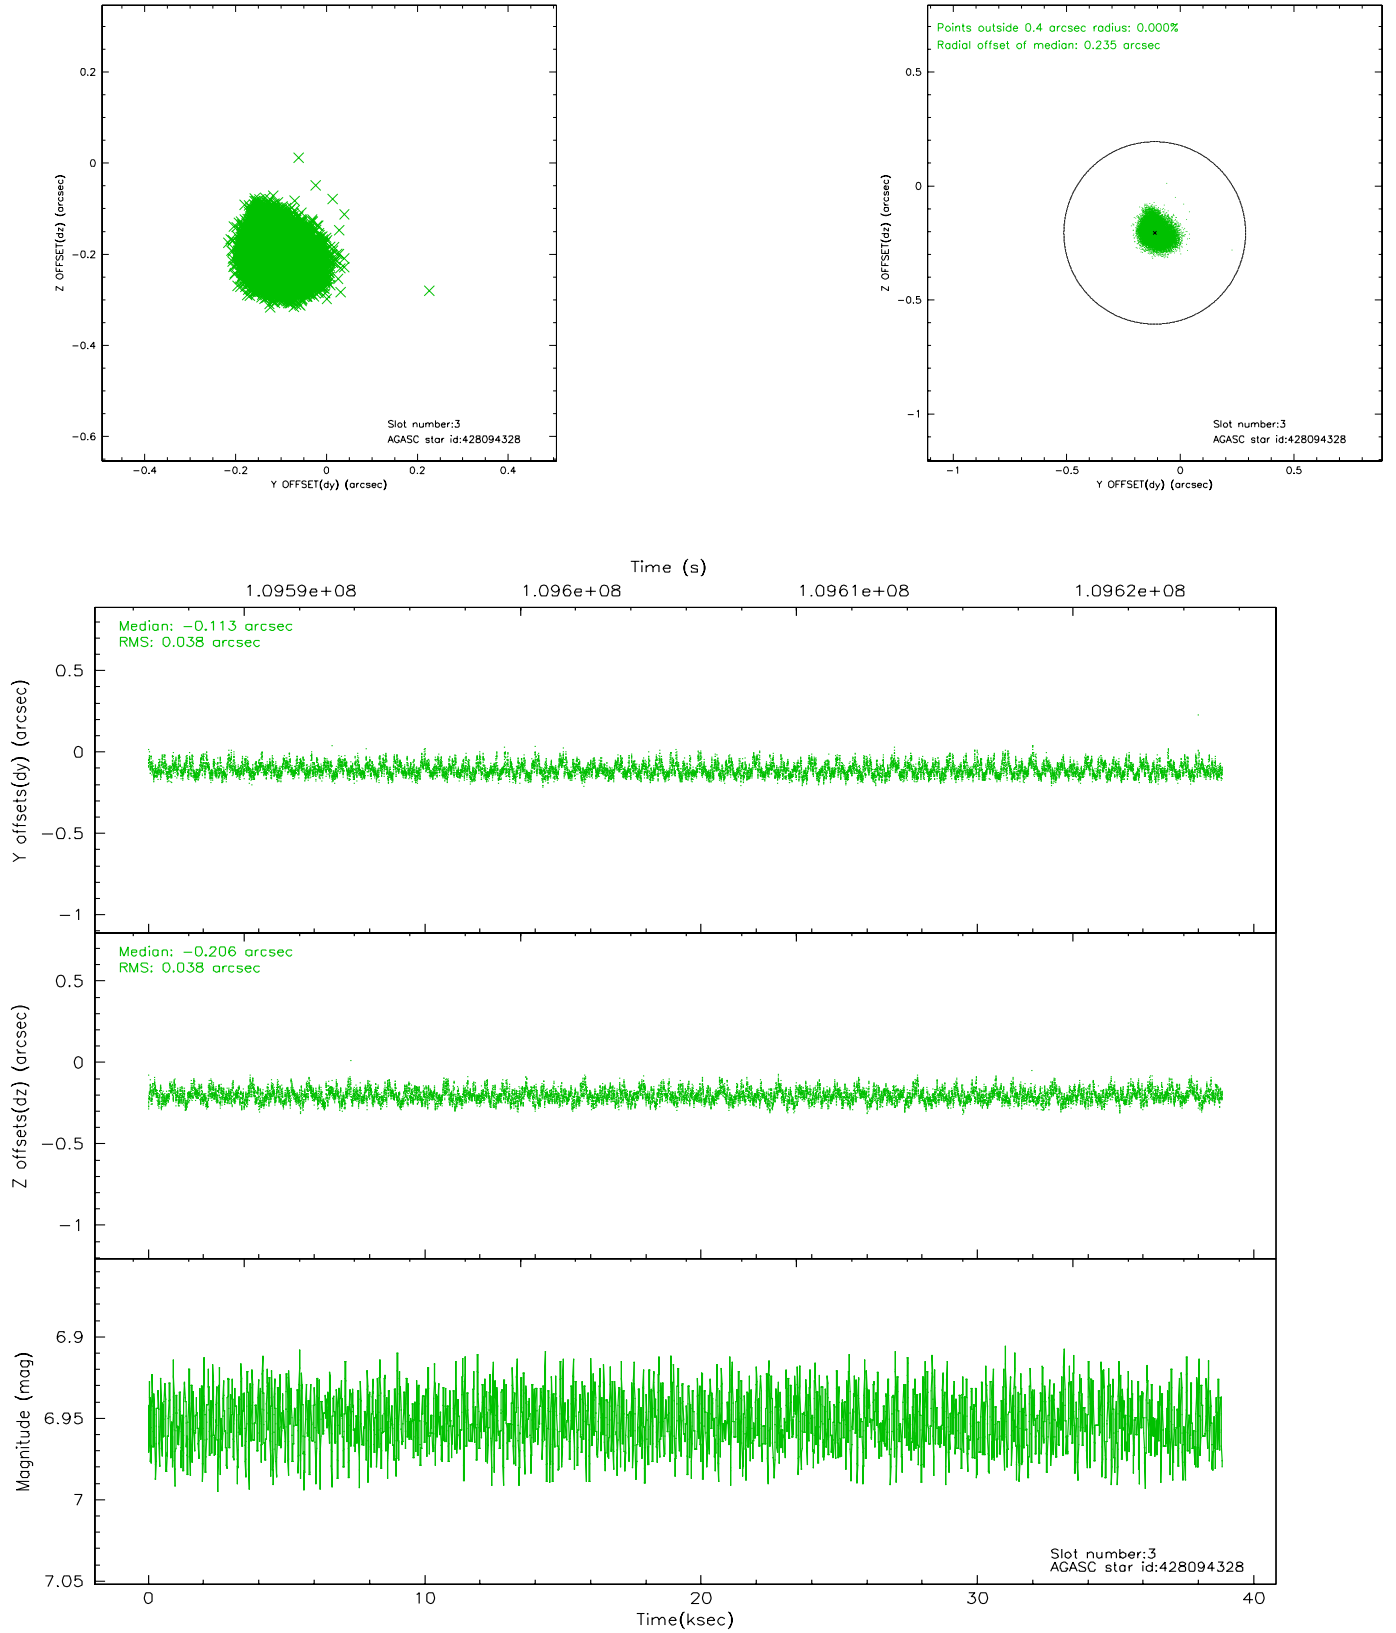 0.2
0
-0.2
-0.4
-0.6
Z OFFSET(dz) (arcsec)
Slot number:3
AGASC star id:428094328
-0.4 -0.2 0 0.2 0.4
Y OFFSET(dy) (arcsec)
Points outside 0.4 arcsec radius: 0.000%
Radial offset of median: 0.235 arcsec
0.5
0
-0.5
-1
Z OFFSET(dz) (arcsec)
Slot number:3
AGASC star id:428094328
-1 -0.5 0 0.5
Y OFFSET(dy) (arcsec)
Time (s)
1.0959e+08 1.096e+08 1.0961e+08 1.0962e+08
Median: -0.113 arcsec
RMS: 0.038 arcsec
0.5
0
-0.5
-1
Y offsets(dy) (arcsec)
Median: -0.206 arcsec
RMS: 0.038 arcsec
0.5
0
-0.5
-1
Z offsets(dz) (arcsec)
6.9
6.95
7
7.05
Magnitude (mag)
Slot number:3
AGASC star id:428094328
0 10 20 30 40
Time(ksec)